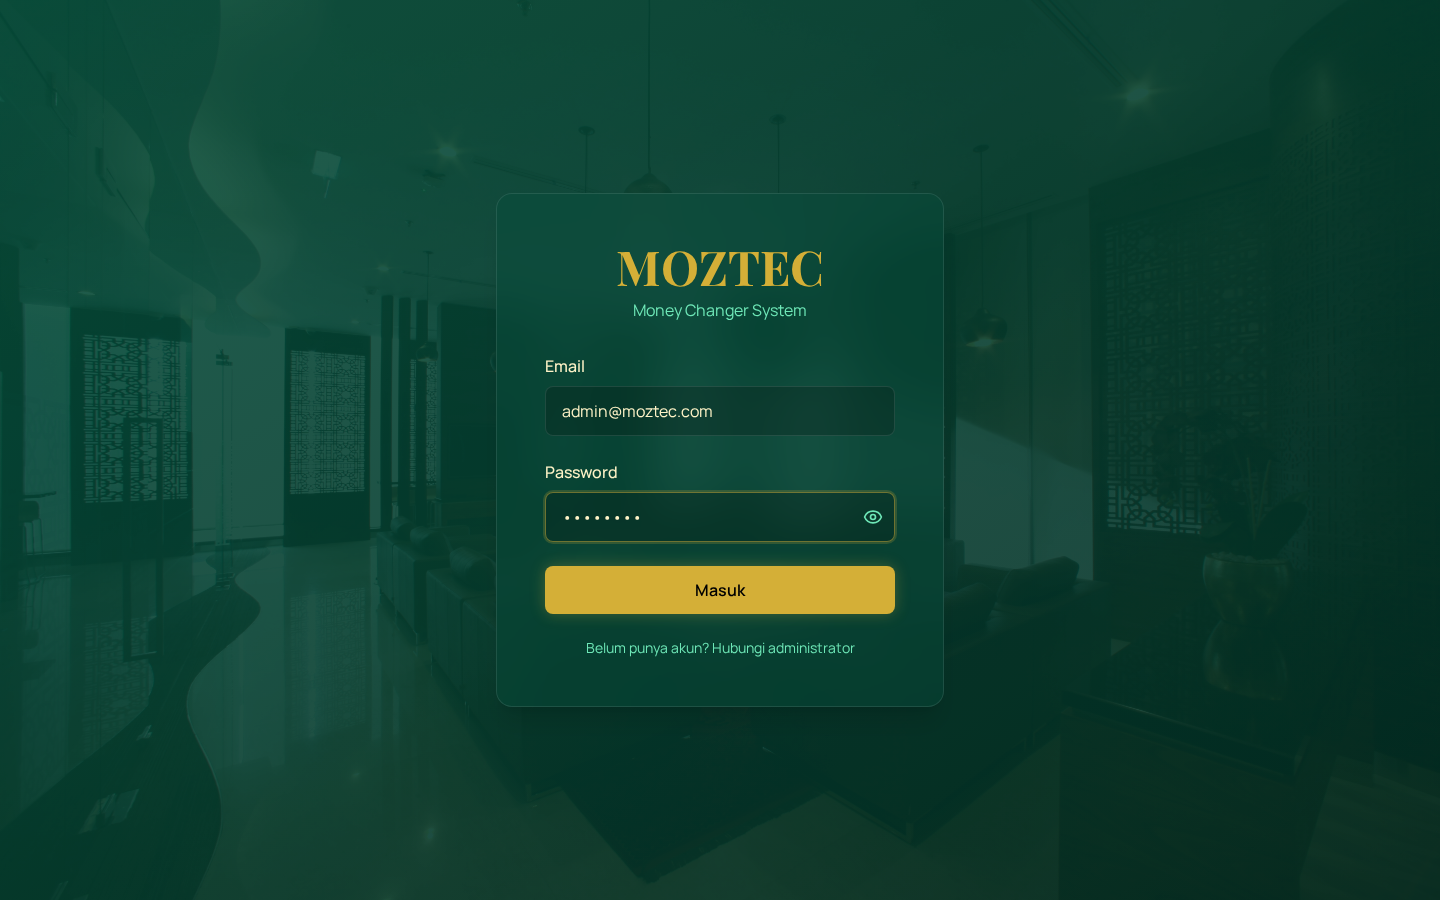 MOZTEC
Money Changer System
Email
admin@moztec.com
Password
••••••••
Masuk
Belum punya akun? Hubungi administrator